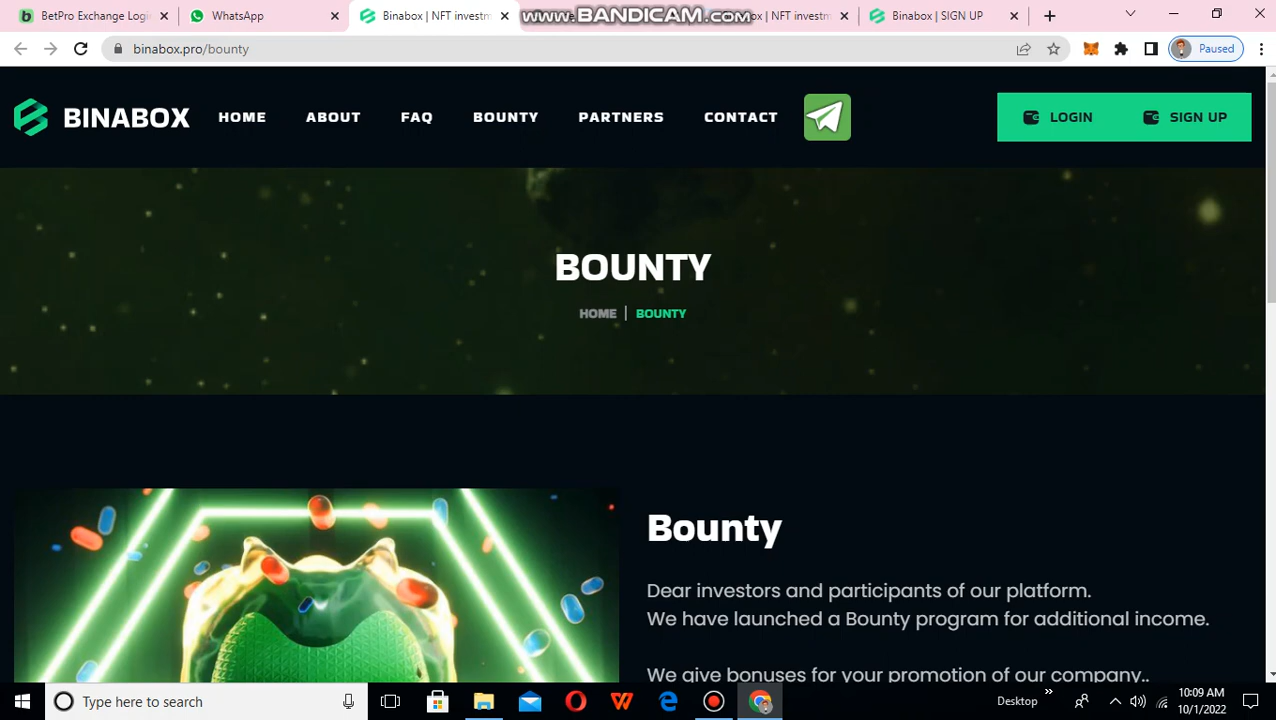 BetPro Exchange Logi
WhatsApp
Binabox | NFT investm
www.BANDICAM.com
ox | NFT investm
Binabox | SIGN UP
binabox.pro/bounty
Paused
BINABOX
HOME
ABOUT
FAQ
BOUNTY
PARTNERS
CONTACT
LOGIN
SIGN UP
BOUNTY
HOME | BOUNTY
Bounty
Dear investors and participants of our platform.
We have launched a Bounty program for additional income.
We give bonuses for your promotion of our company..
Type here to search
Desktop
10:09 AM
10/1/2022